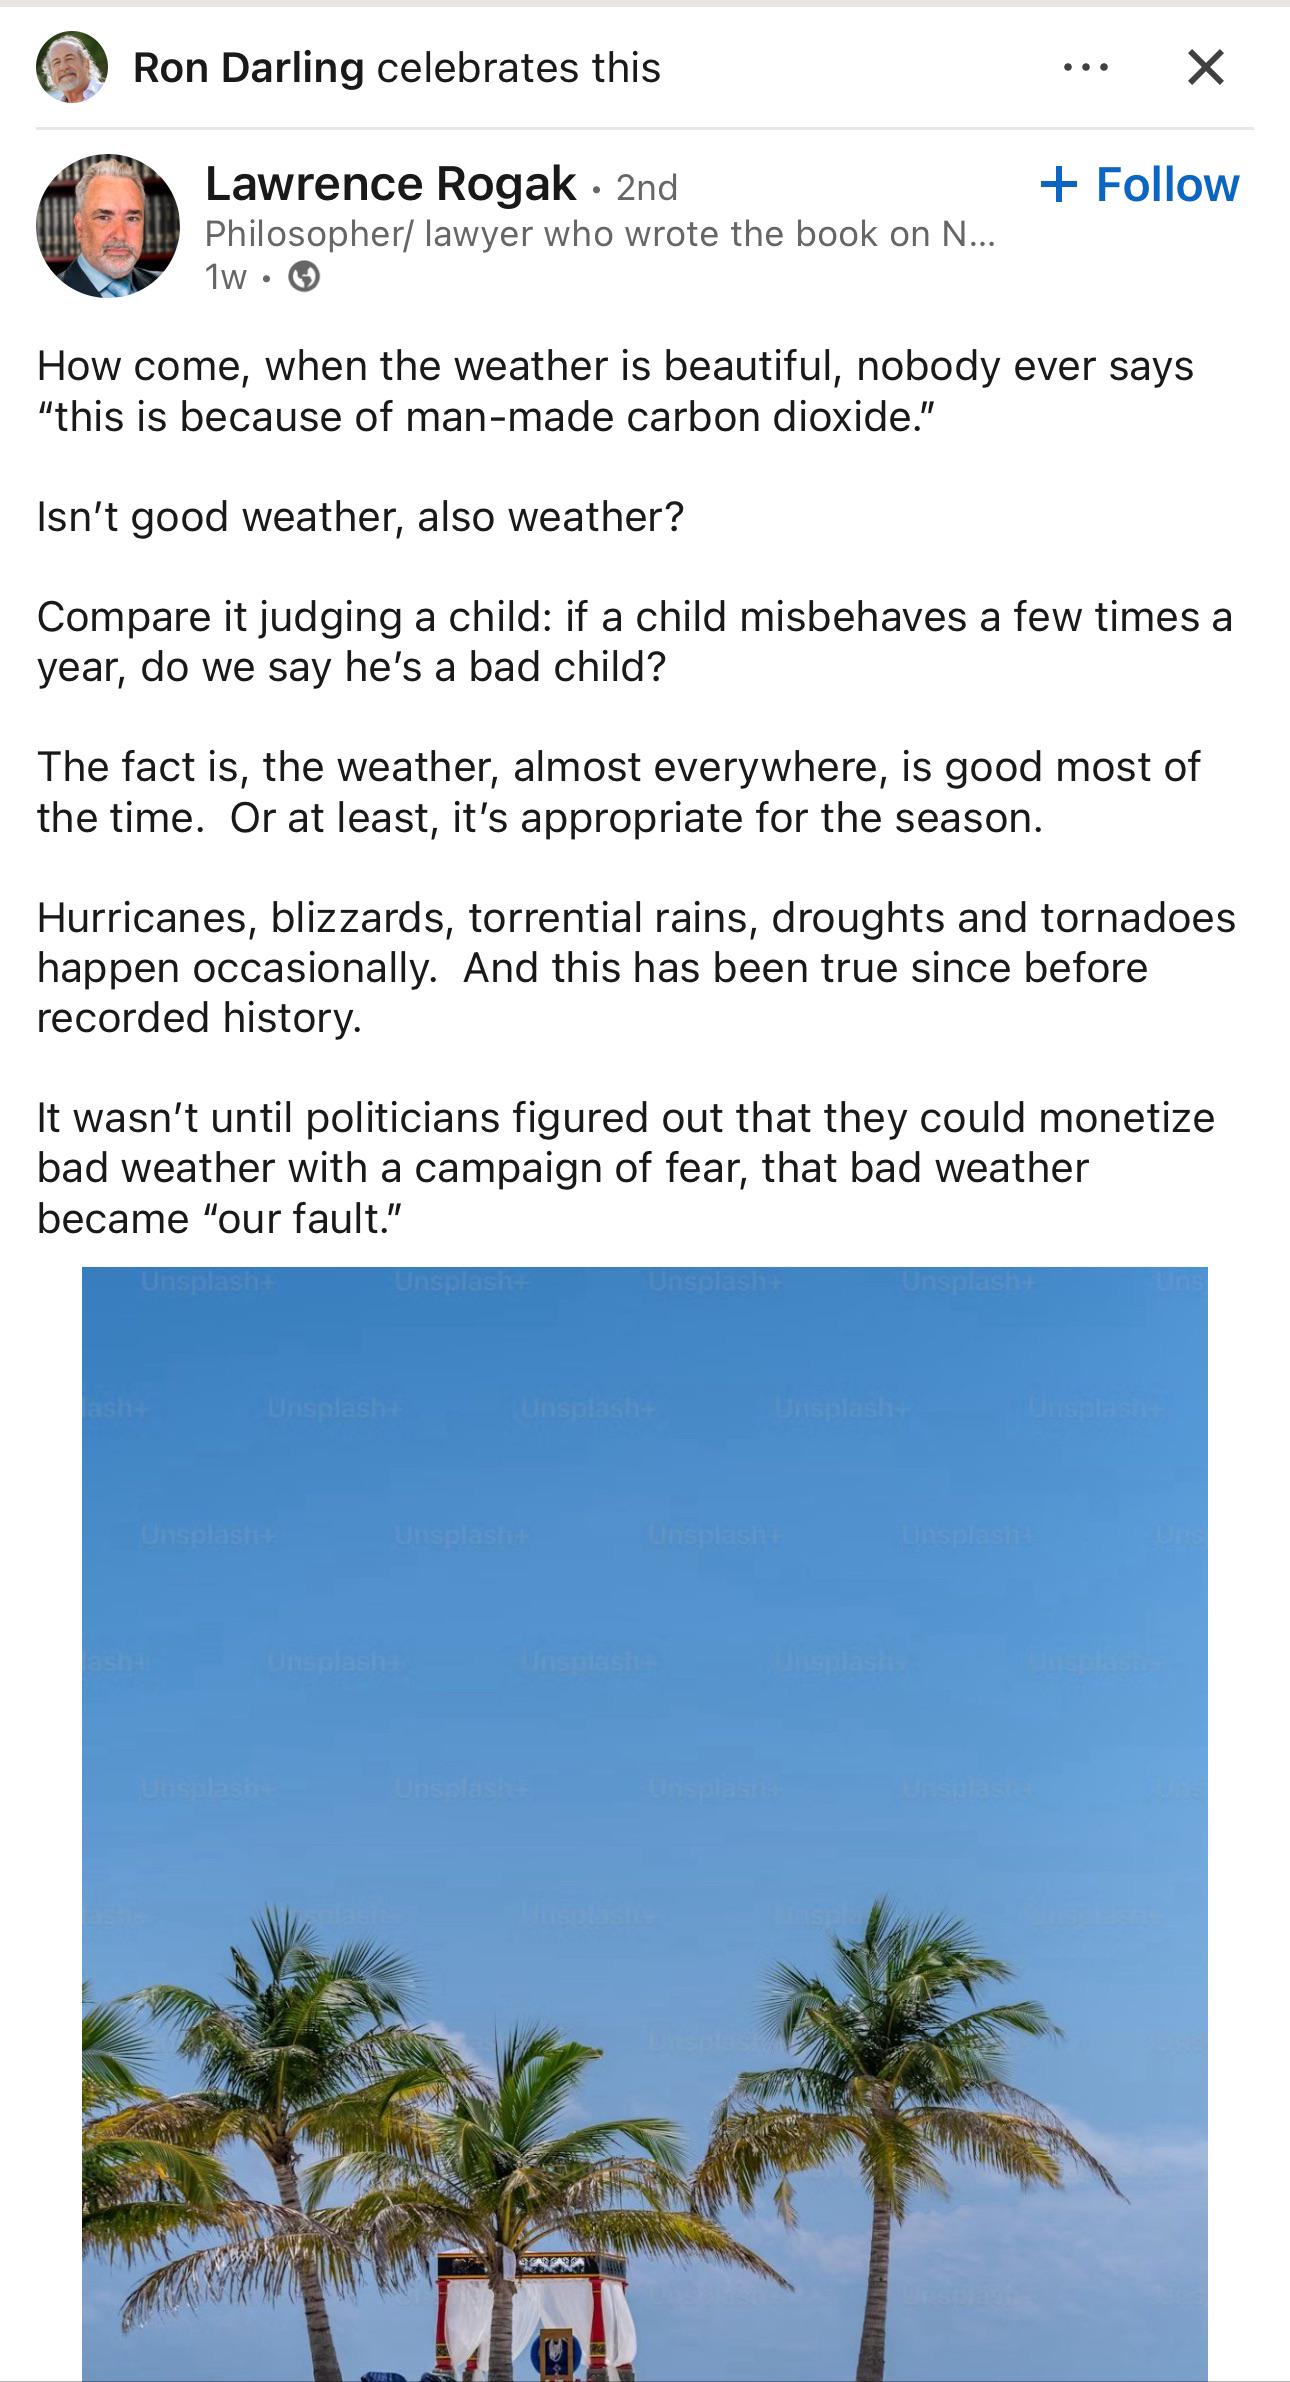 Ron Darling celebrates this
Lawrence Rogak • 2nd
+ Follow
Philosopher/ lawyer who wrote the book on N...
1w •
How come, when the weather is beautiful, nobody ever says
“this is because of man-made carbon dioxide.”
Isn’t good weather, also weather?
Compare it judging a child: if a child misbehaves a few times a
year, do we say he’s a bad child?
The fact is, the weather, almost everywhere, is good most of
the time.  Or at least, it’s appropriate for the season.
Hurricanes, blizzards, torrential rains, droughts and tornadoes
happen occasionally.  And this has been true since before
recorded history.
It wasn’t until politicians figured out that they could monetize
bad weather with a campaign of fear, that bad weather
became “our fault.”
Unsplash+ Unsplash+ Unsplash+ Unsplash+ Uns
lash+ Unsplash+ Unsplash+ Unsplash+ Unsplash+
Unsplash+ Unsplash+ Unsplash+ Unsplash+ Uns
lash+ Unsplash+ Unsplash+ Unsplash+ Unsplash+
Unsplash+ Unsplash+ Unsplash+ Unsplash+ Uns